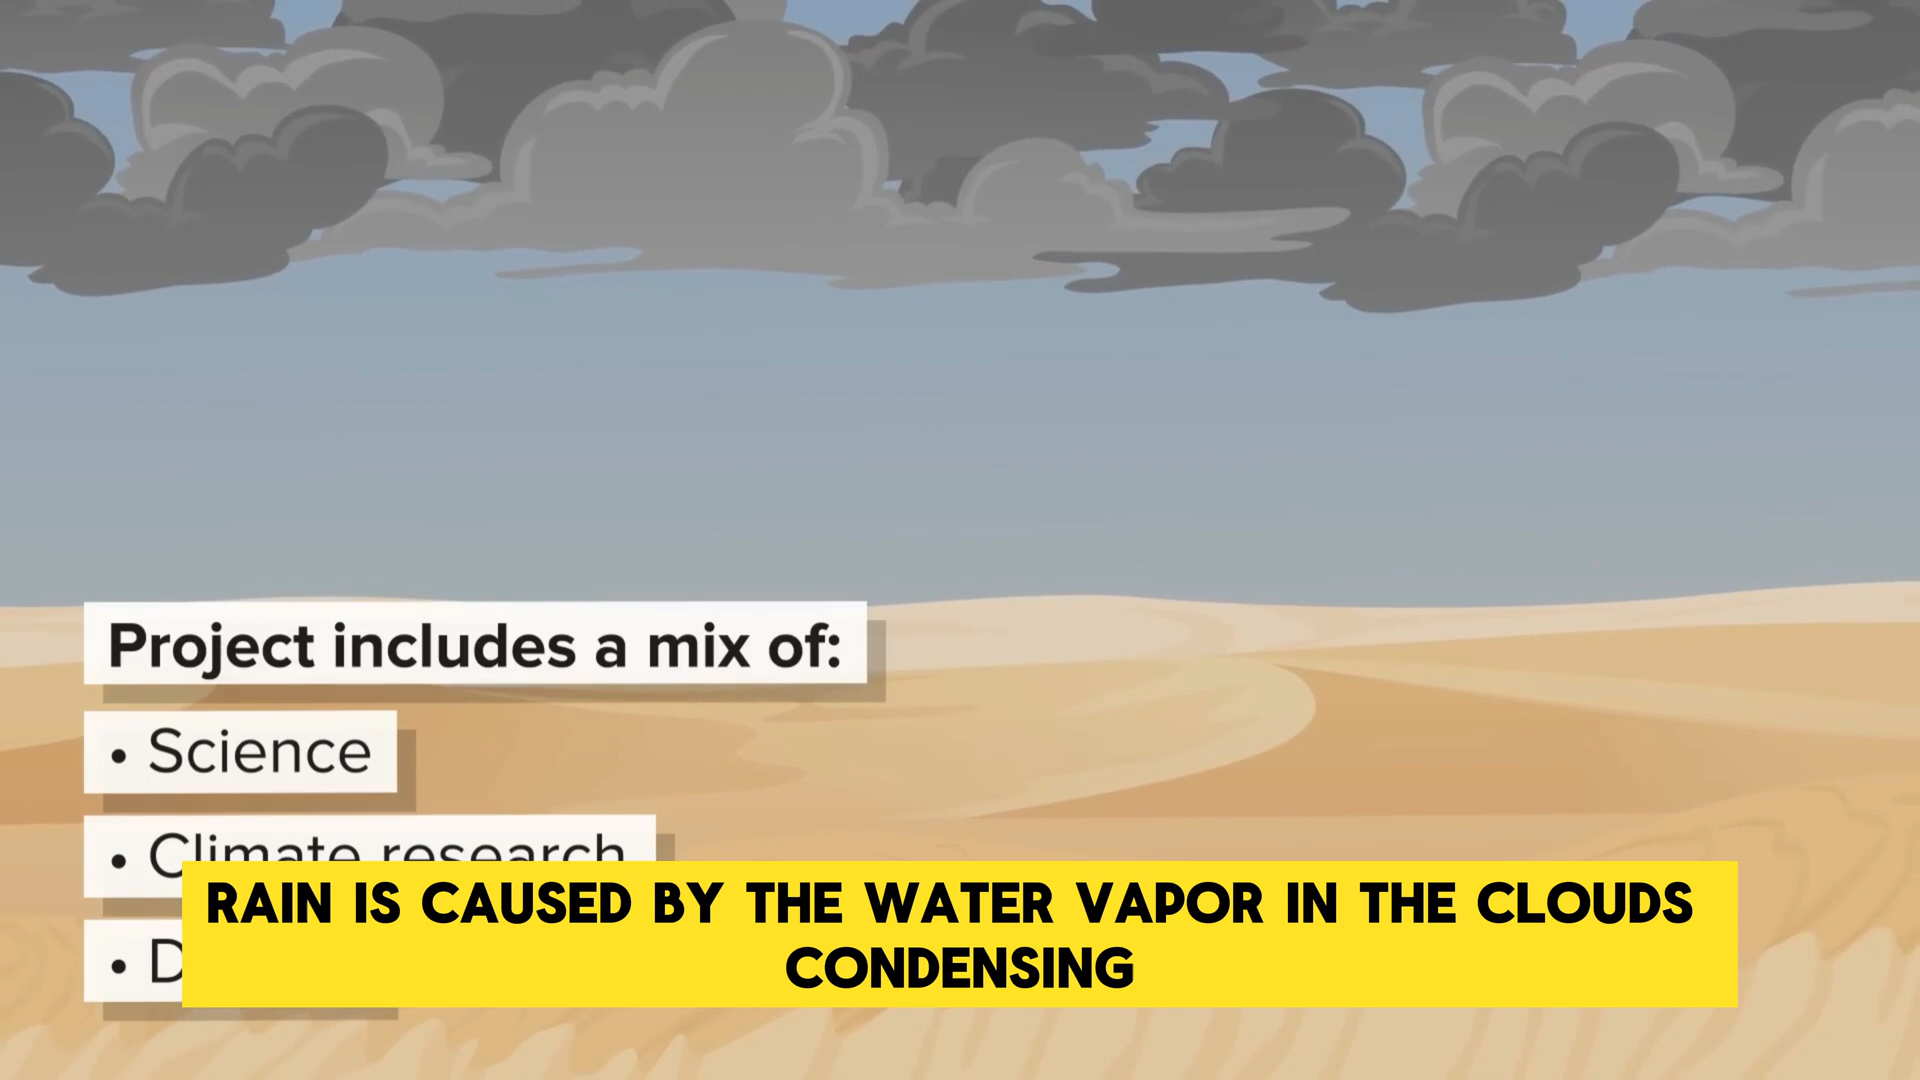 Project includes a mix of:
• Science
• Climate research
• D
RAIN IS CAUSED BY THE WATER VAPOR IN THE CLOUDS
CONDENSING